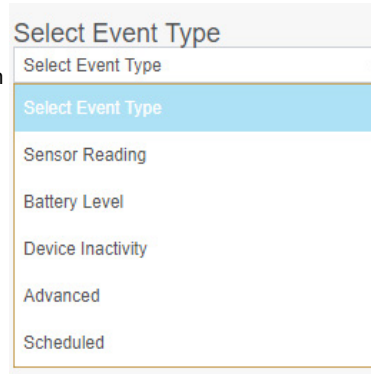 Select Event Type
Select Event Type
Select Event Type
Sensor Reading
Battery Level
Device Inactivity
Advanced
Scheduled